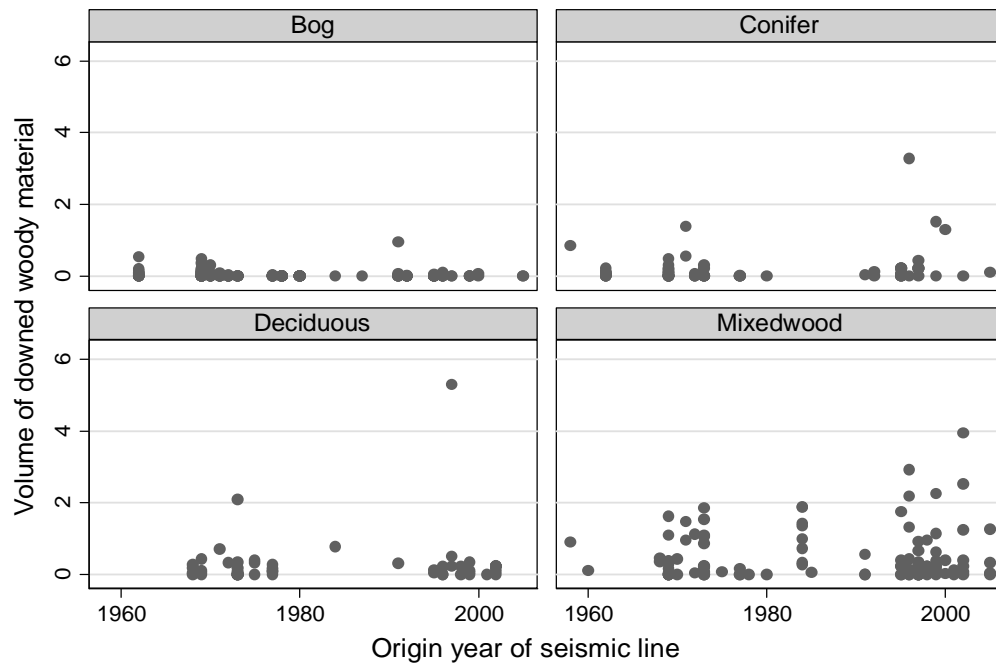 Bog
Conifer
6
4
2
0
Deciduous
Mixedwood
6
4
2
0
1960
1980
2000
1960
1980
2000
Volume of downed woody material
Origin year of seismic line